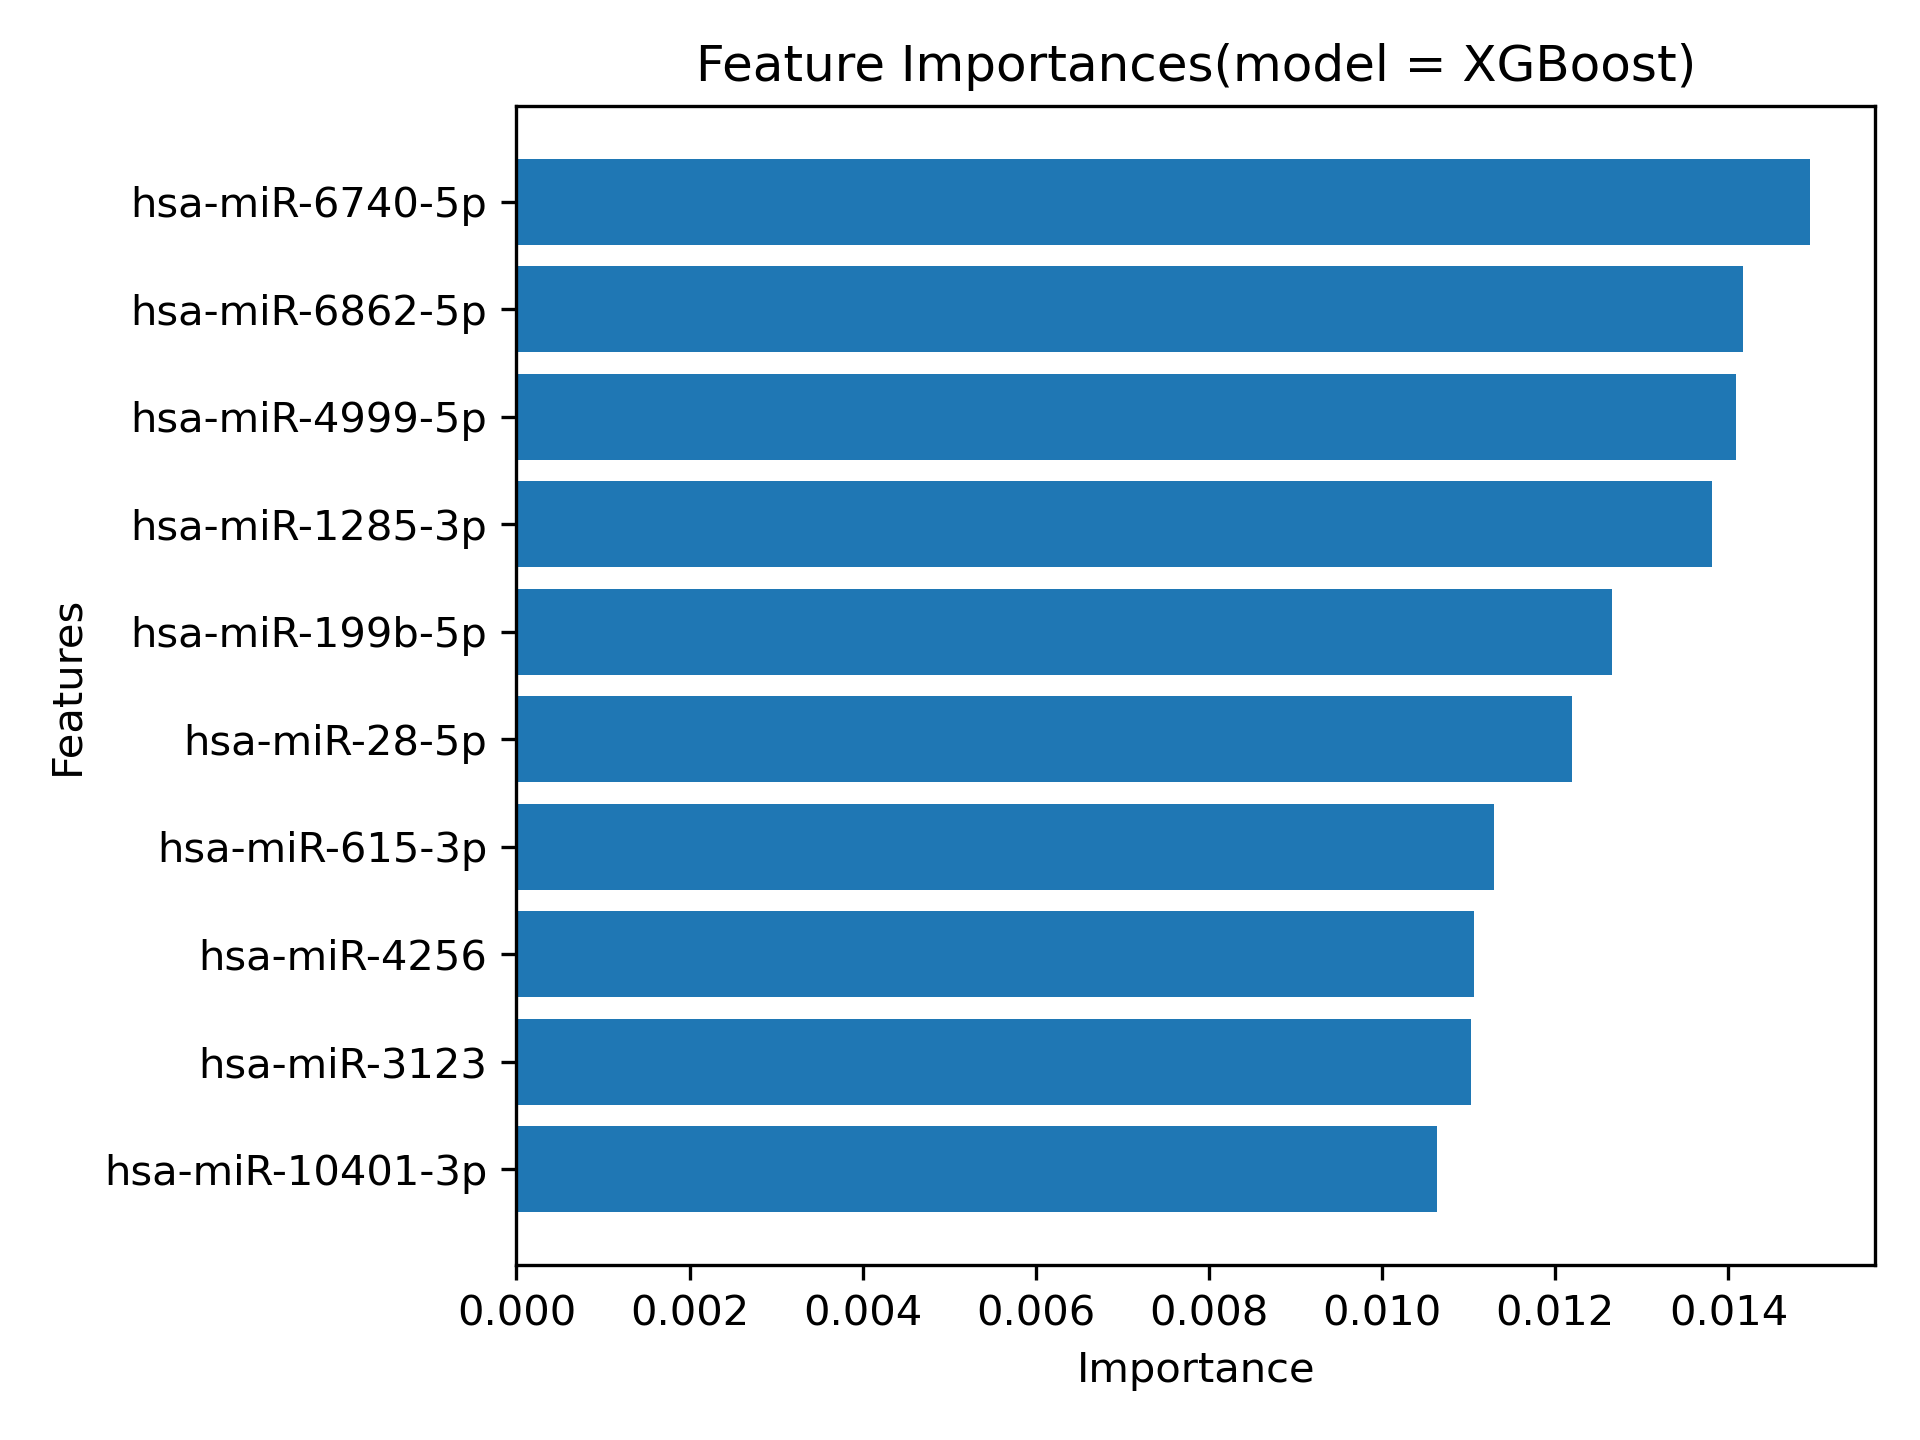 Feature Importances(model = XGBoost)
hsa-miR-6740-5p
hsa-miR-6862-5p
hsa-miR-4999-5p
hsa-miR-1285-3p
hsa-miR-199b-5p
hsa-miR-28-5p
hsa-miR-615-3p
hsa-miR-4256
hsa-miR-3123
hsa-miR-10401-3p
Features
0.000 0.002 0.004 0.006 0.008 0.010 0.012 0.014
Importance